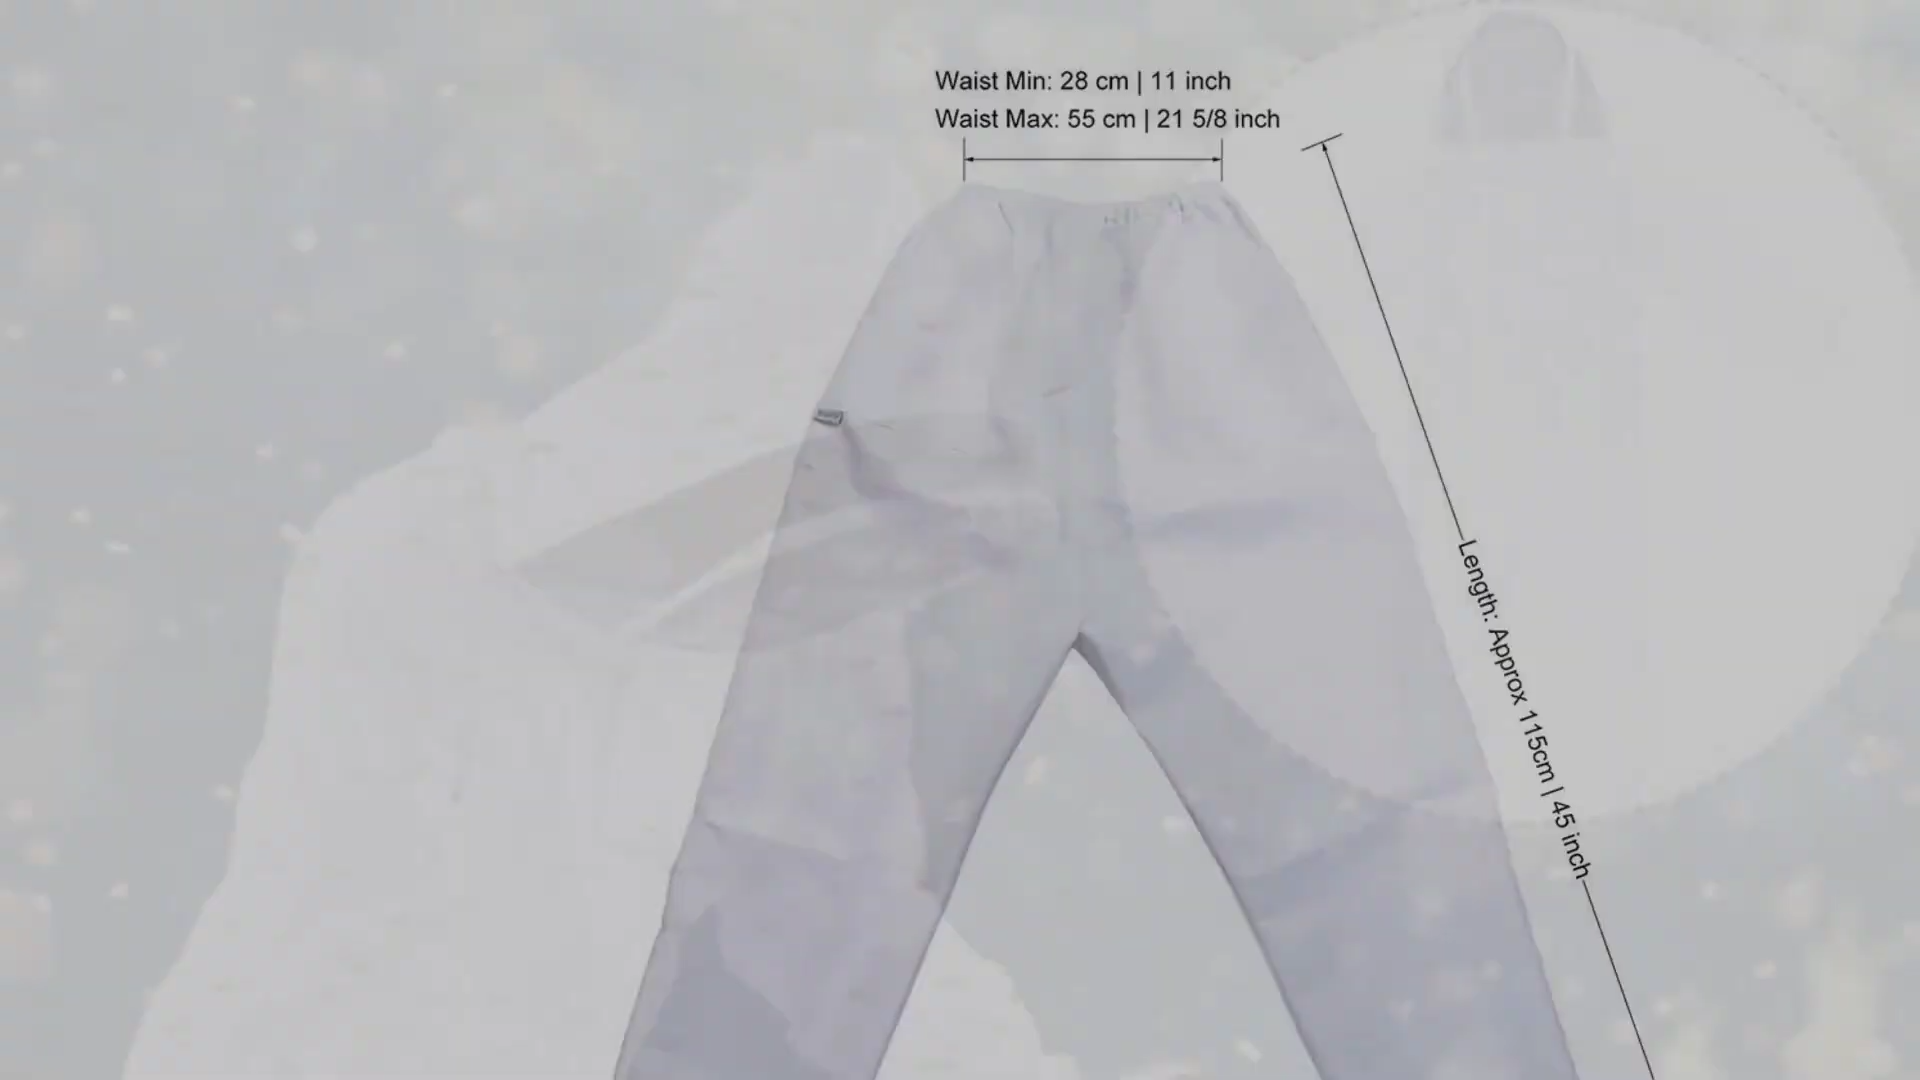 Waist Min: 28 cm | 11 inch
Waist Max: 55 cm | 21 5/8 inch
Length: Approx 115cm | 45 inch